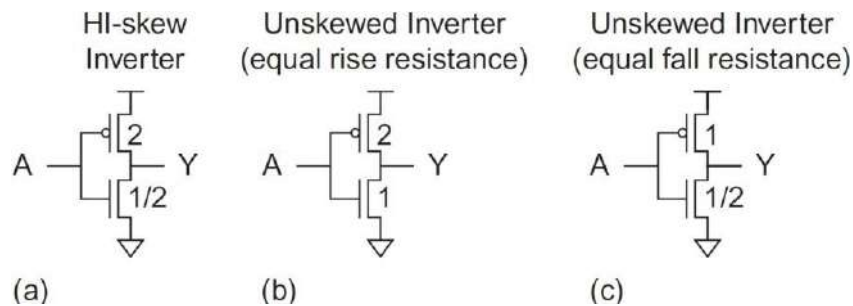 HI-skew
Inverter
Unskewed Inverter
(equal rise resistance)
Unskewed Inverter
(equal fall resistance)
2
A
Y
1/2
2
A
Y
1
1
A
Y
1/2
(a)
(b)
(c)